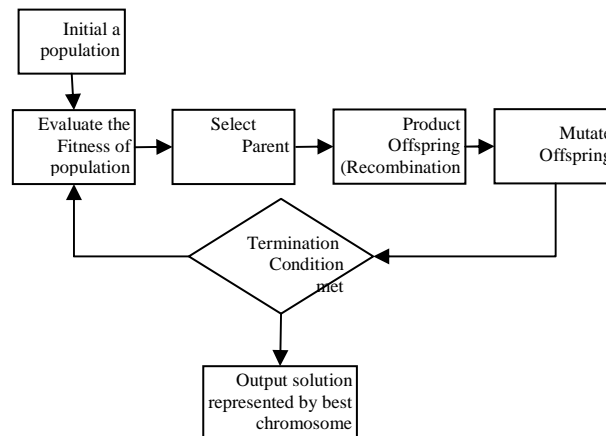 Initial a
population
Evaluate the
Fitness of
population
Select
Parent
Product
Offspring
(Recombination
Mutate
Offspring
Termination
Condition
met
Output solution
represented by best
chromosome